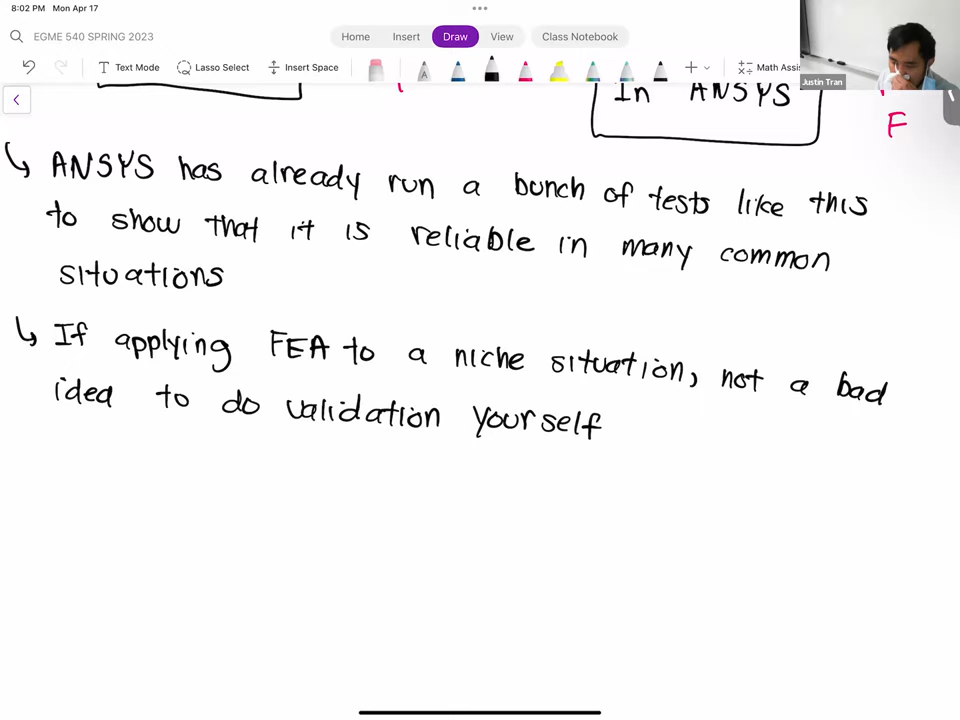 8:02 PM Mon Apr 17
EGME 540 SPRING 2023
Home Insert Draw View Class Notebook
Text Mode Lasso Select Insert Space Math Assis
Justin Tran
In ANSYS
F
↳ ANSYS has already run a bunch of tests like this
to show that it is reliable in many common
situations
↳ If applying FEA to a niche situation, not a bad
idea to do validation yourself